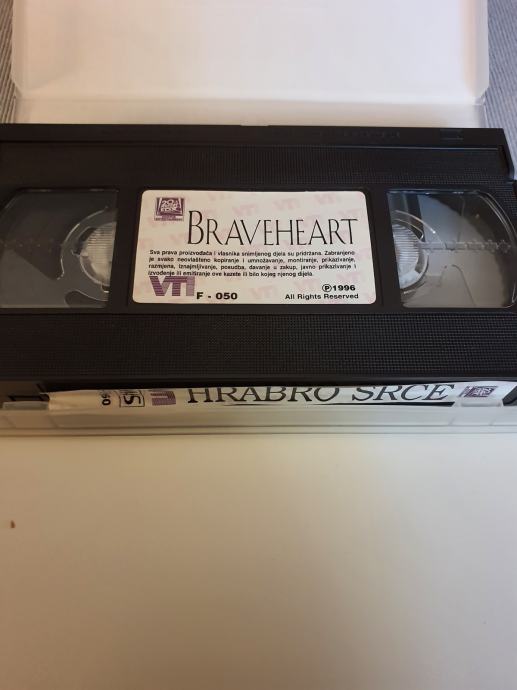 20
BRAVEHEART
Sva prava proizvođača i vlasnika snimljenog djela su pridržana. Zabranjeno
je svako neovlašteno kopiranje i umnožavanje, montiranje, prikazivanje,
razmjena, iznajmljivanje, posudba, davanje u zakup, javno prikazivanje i
izvođenje ili emitiranje ove kazete ili bilo kojeg njenog djela.
VTI
F - 050
Ⓟ1996
All Rights Reserved
HRABRO SRCE